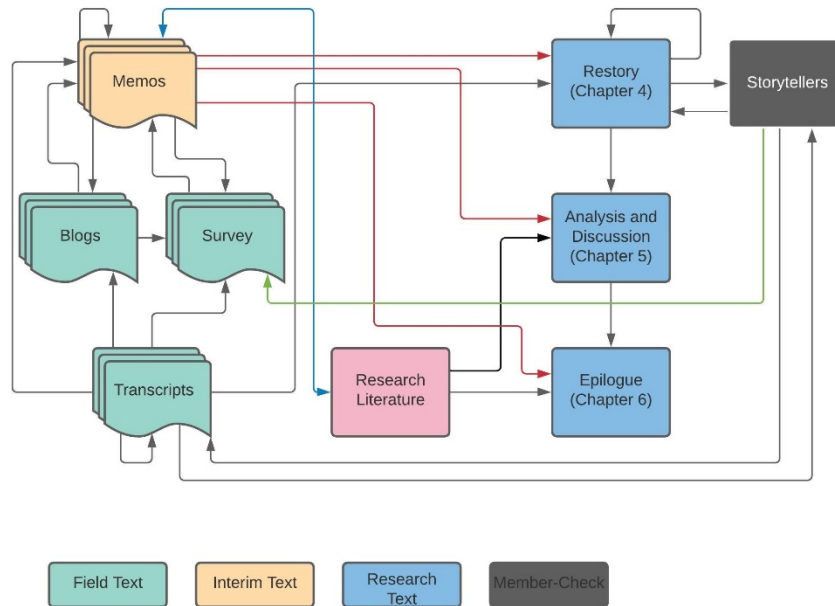 Memos
Restory
(Chapter 4)
Storytellers
Blogs
Survey
Analysis and
Discussion
(Chapter 5)
Transcripts
Research
Literature
Epilogue
(Chapter 6)
Field Text
Interim Text
Research
Text
Member-Check